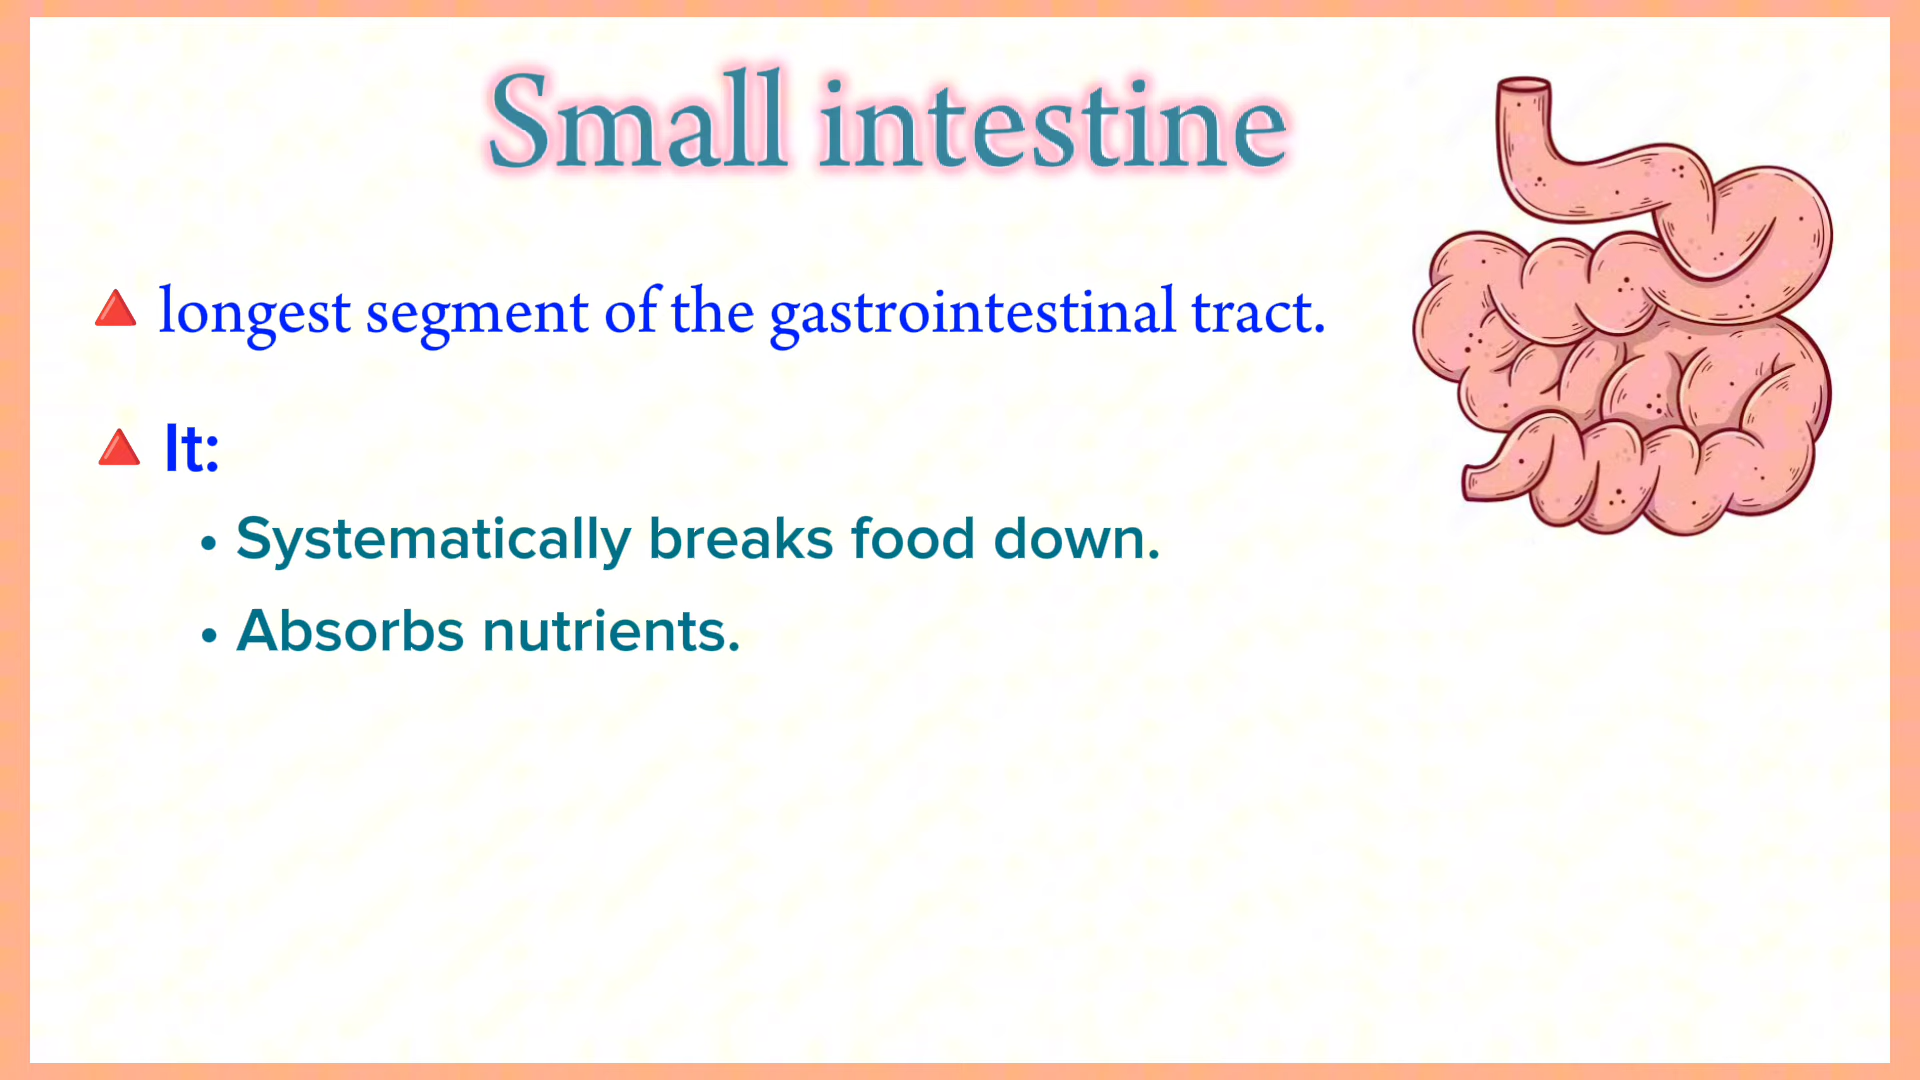 Small intestine
🔺 longest segment of the gastrointestinal tract.
🔺 It:
• Systematically breaks food down.
• Absorbs nutrients.